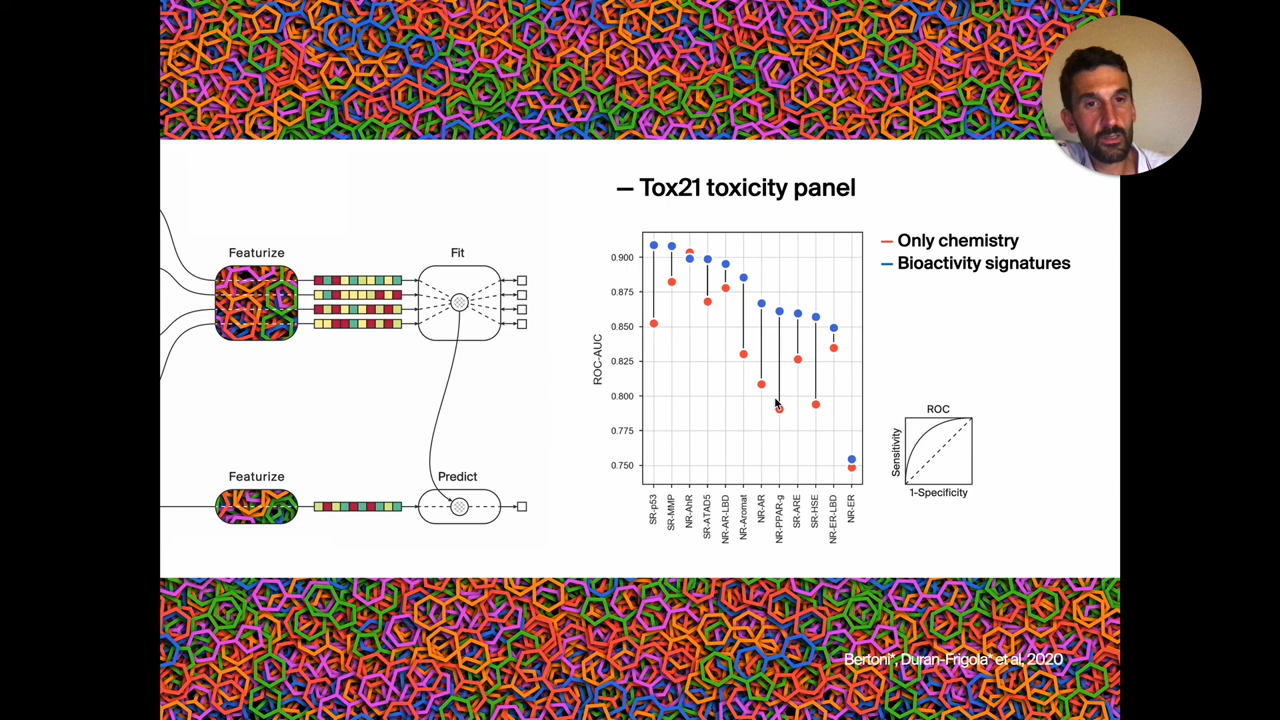 – Tox21 toxicity panel
Featurize
Fit
Featurize
Predict
ROC-AUC
0.900
0.875
0.850
0.825
0.800
0.775
0.750
SR-p53
SR-MMP
NR-AhR
SR-ATAD5
NR-AR-LBD
NR-Aromat
NR-AR
NR-PPAR-g
SR-ARE
SR-HSE
NR-ER-LBD
NR-ER
– Only chemistry
– Bioactivity signatures
ROC
Sensitivity
1-Specificity
Bertoni*, Duran-Frigola* et al, 2020